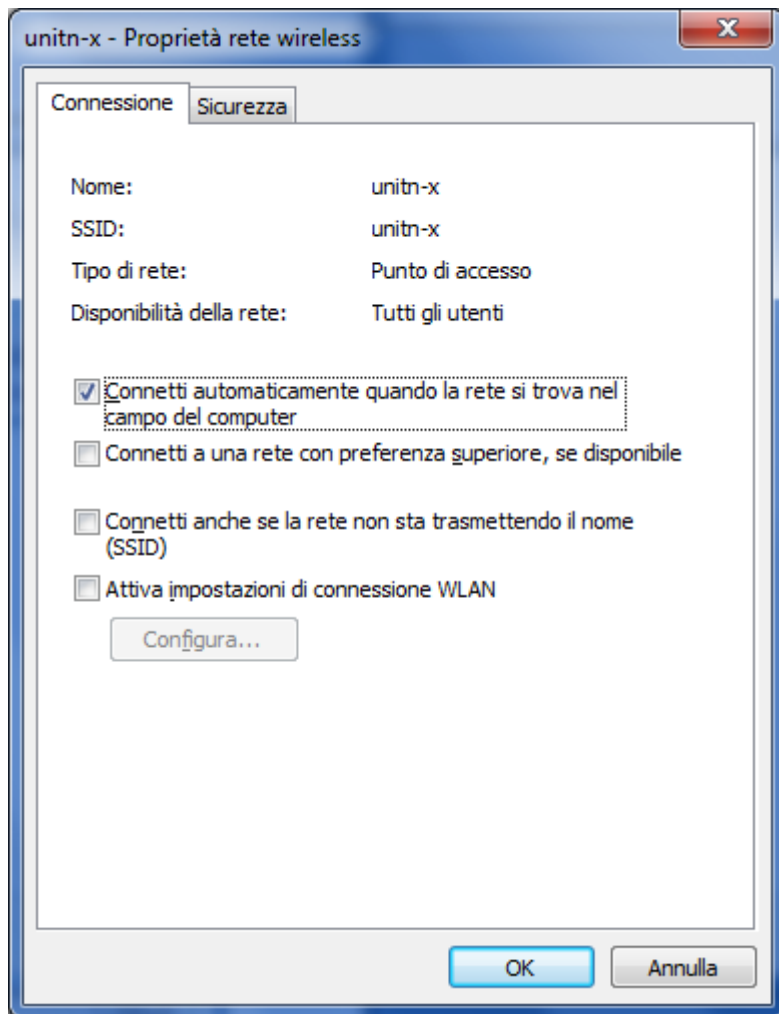 unitn-x - Proprietà rete wireless
Connessione
Sicurezza
Nome: unitn-x
SSID: unitn-x
Tipo di rete: Punto di accesso
Disponibilità della rete: Tutti gli utenti
Connetti automaticamente quando la rete si trova nel
campo del computer
Connetti a una rete con preferenza superiore, se disponibile
Connetti anche se la rete non sta trasmettendo il nome
(SSID)
Attiva impostazioni di connessione WLAN
Configura...
OK
Annulla